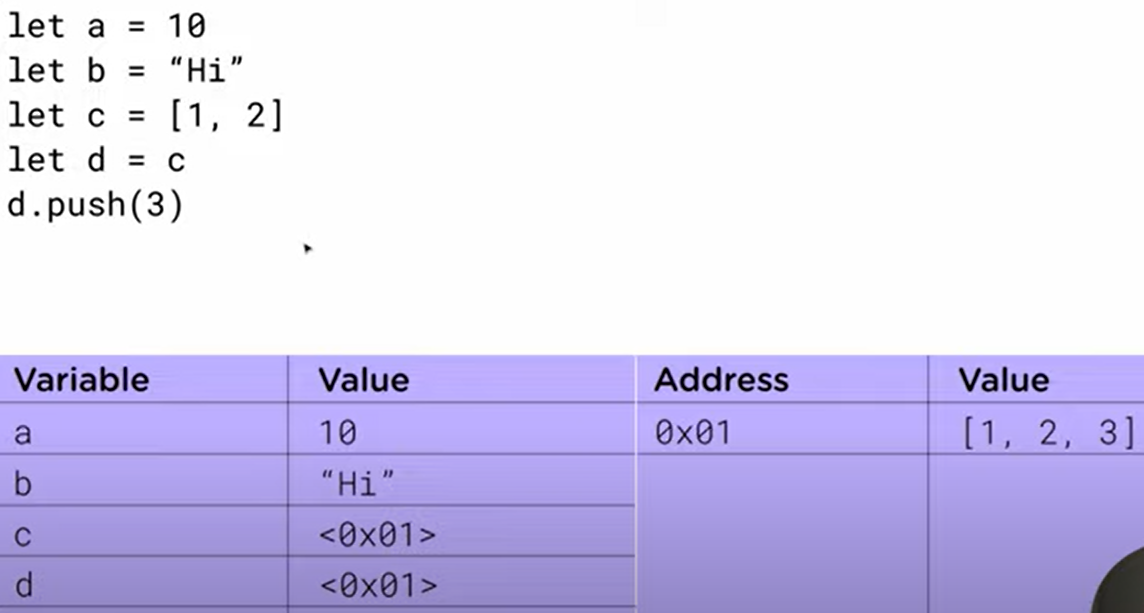 let a = 10
let b = “Hi”
let c = [1, 2]
let d = c
d.push(3)
Variable Value Address Value
a 10 0x01 [1, 2, 3]
b “Hi”
c <0x01>
d <0x01>